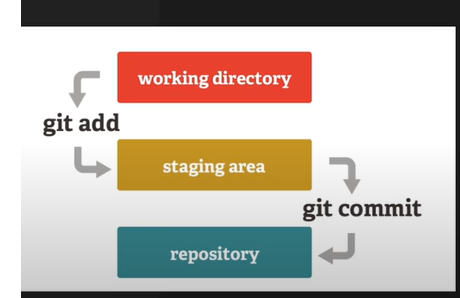 working directory
git add
staging area
git commit
repository